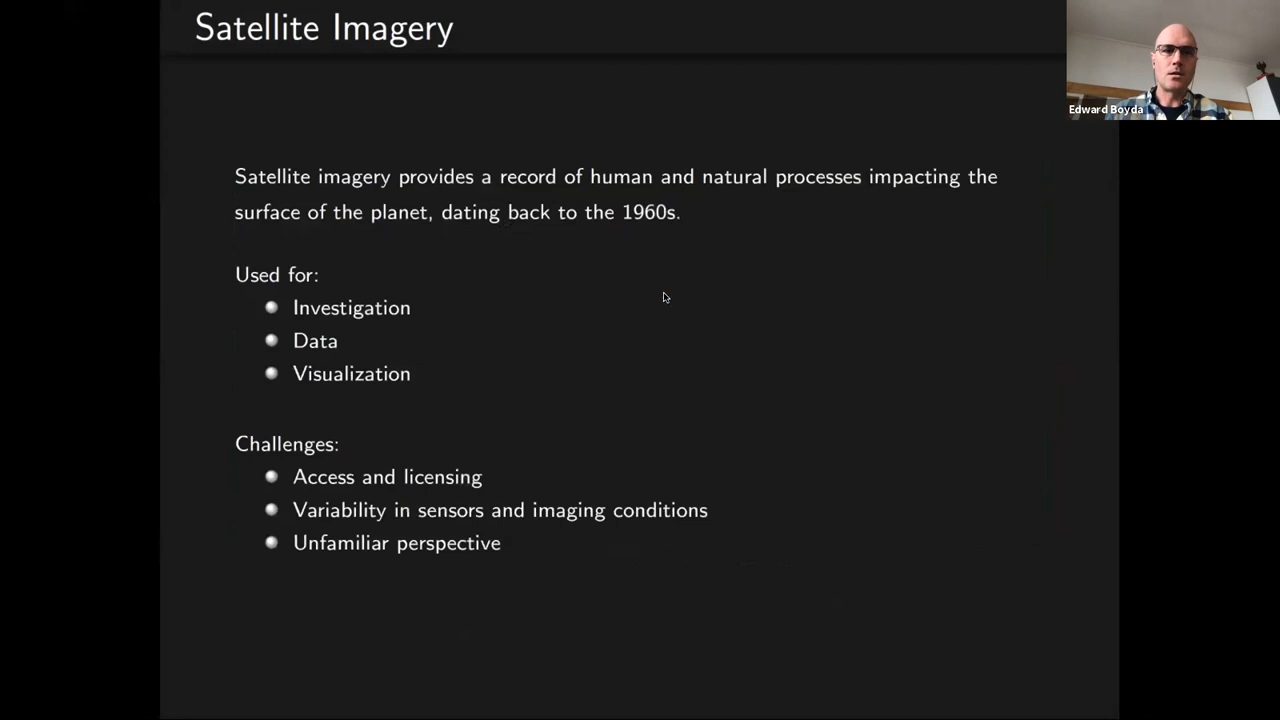 Satellite Imagery
Edward Boyda
Satellite imagery provides a record of human and natural processes impacting the
surface of the planet, dating back to the 1960s.
Used for:
Investigation
Data
Visualization
Challenges:
Access and licensing
Variability in sensors and imaging conditions
Unfamiliar perspective